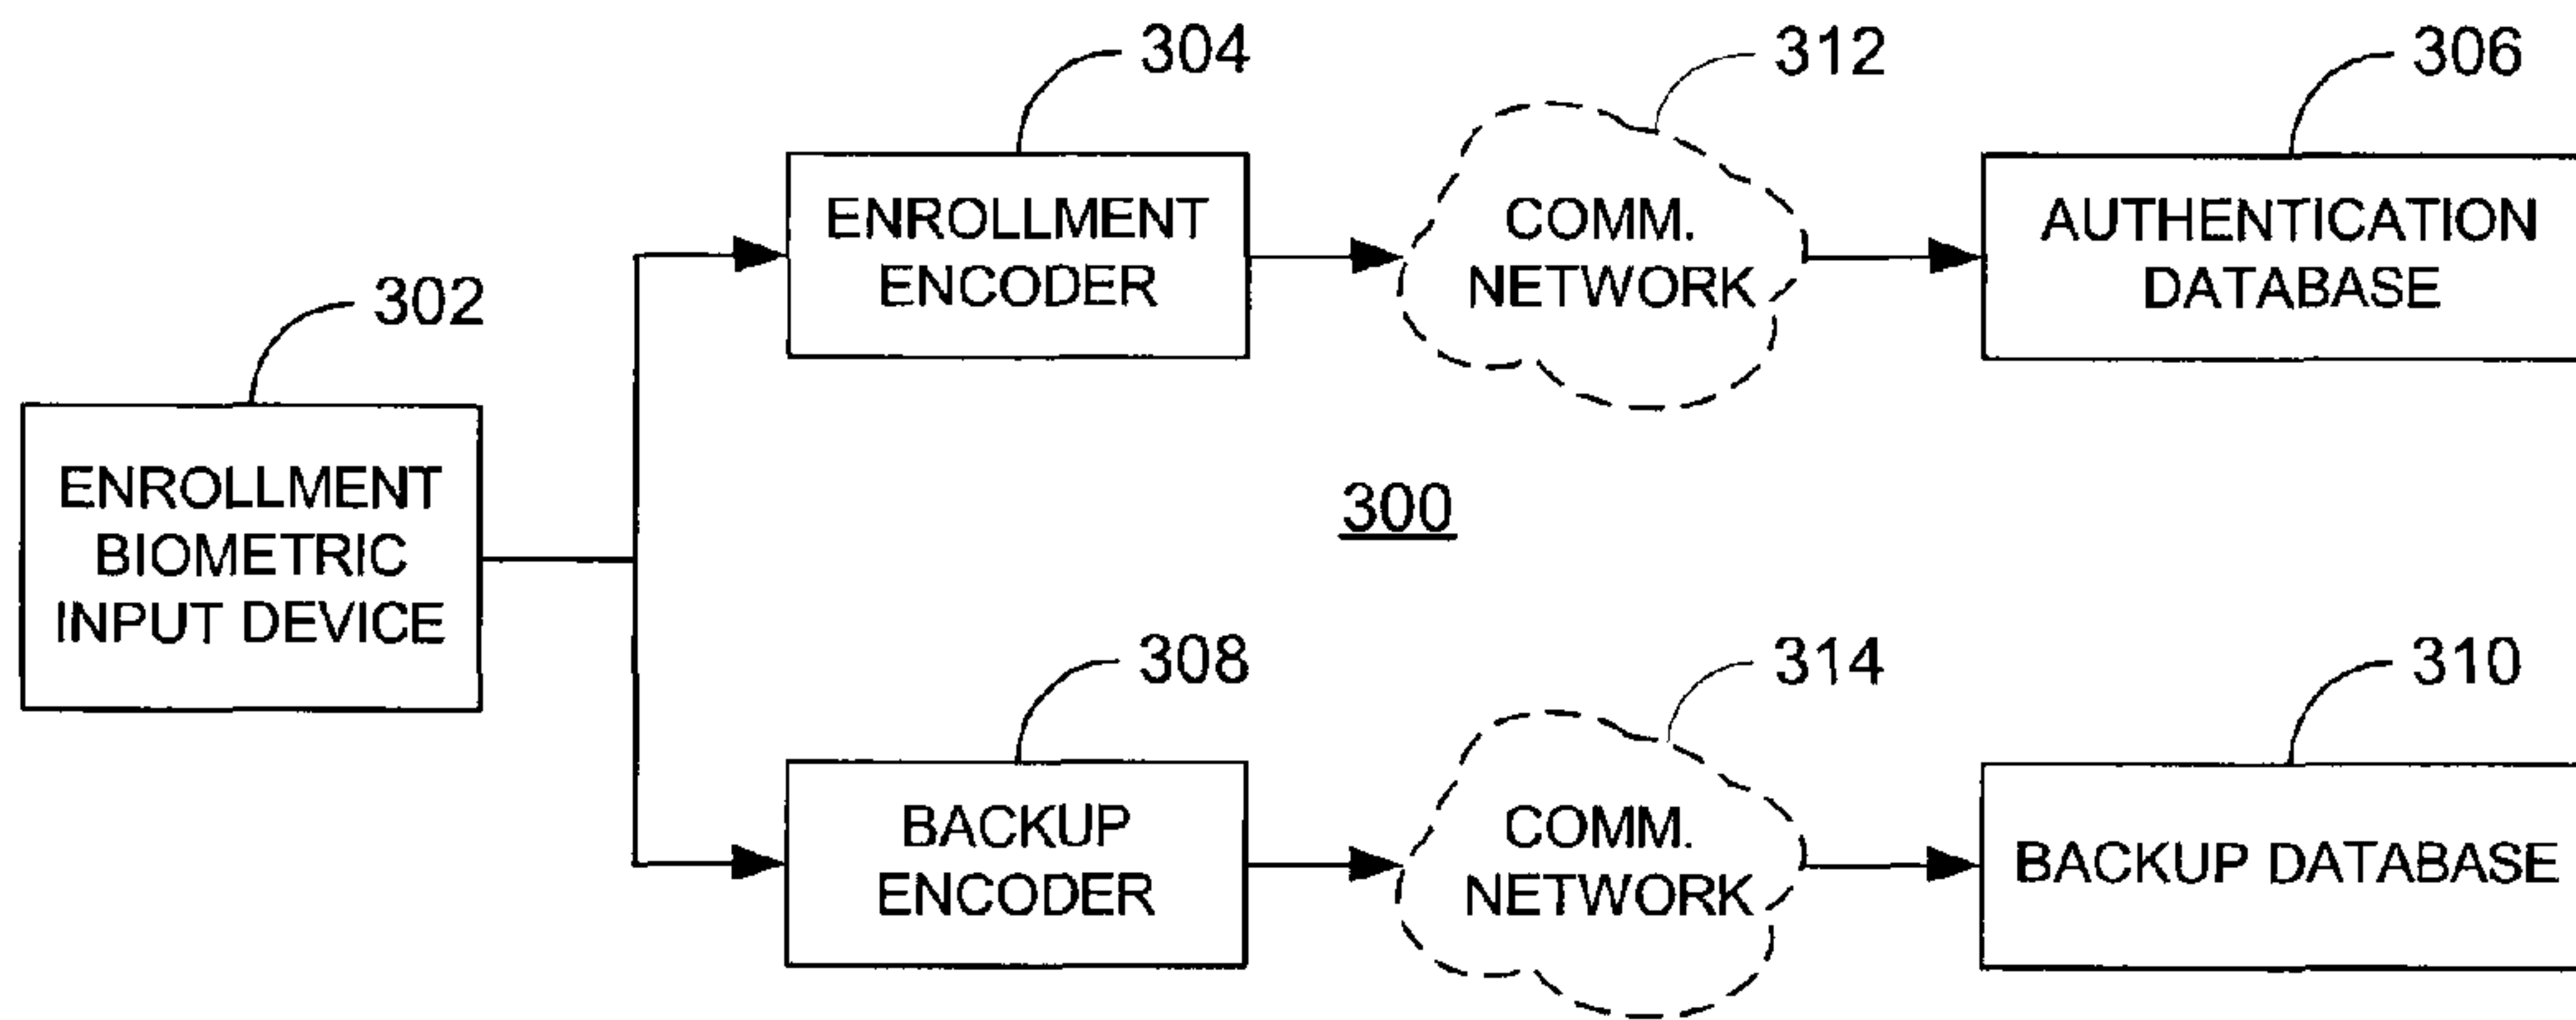 304
312
306
ENROLLMENT
ENCODER
COMM.
NETWORK
AUTHENTICATION
DATABASE
302
ENROLLMENT
BIOMETRIC
INPUT DEVICE
300
308
314
310
BACKUP
ENCODER
COMM.
NETWORK
BACKUP DATABASE